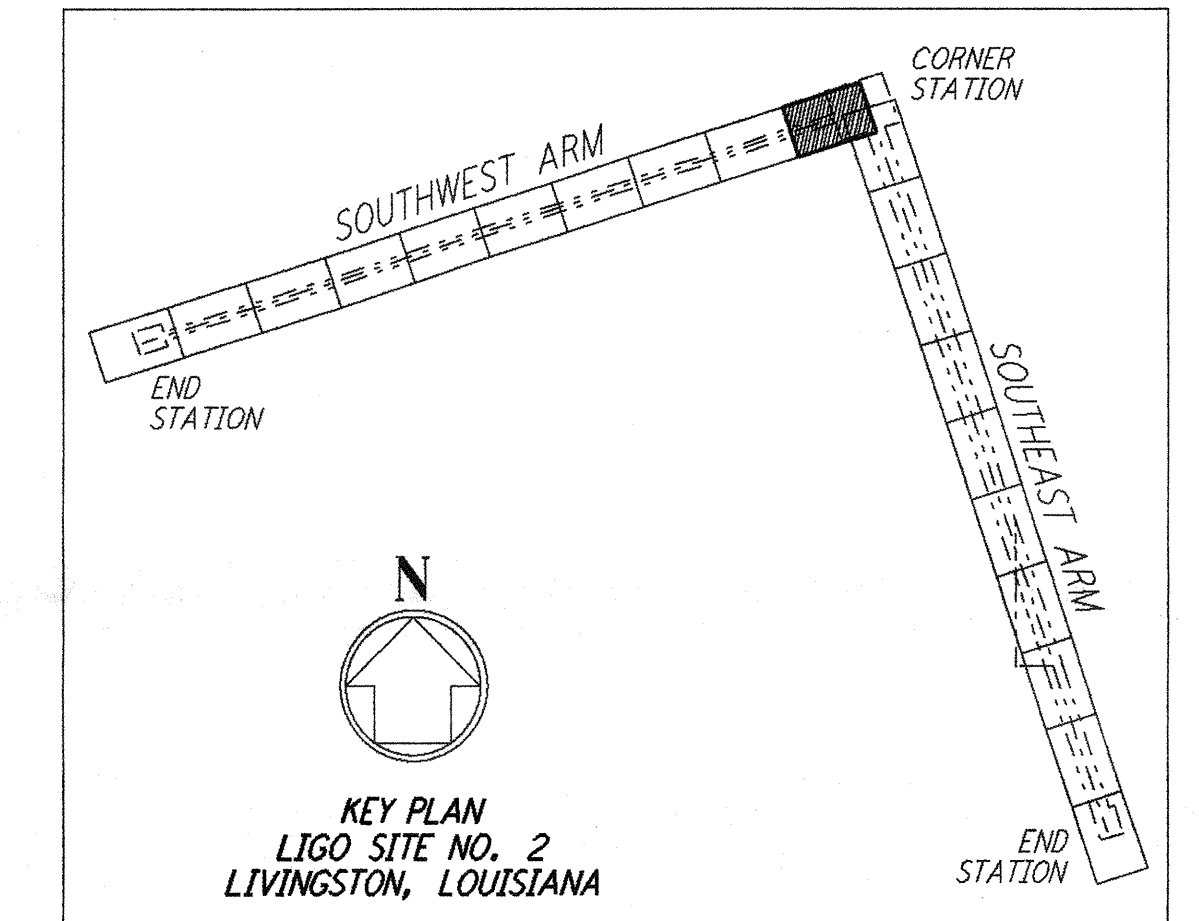 CORNER
STATION
SOUTHWEST ARM
END
STATION
SOUTHEAST ARM
N
KEY PLAN
LIGO SITE NO. 2
LIVINGSTON, LOUISIANA
END
STATION